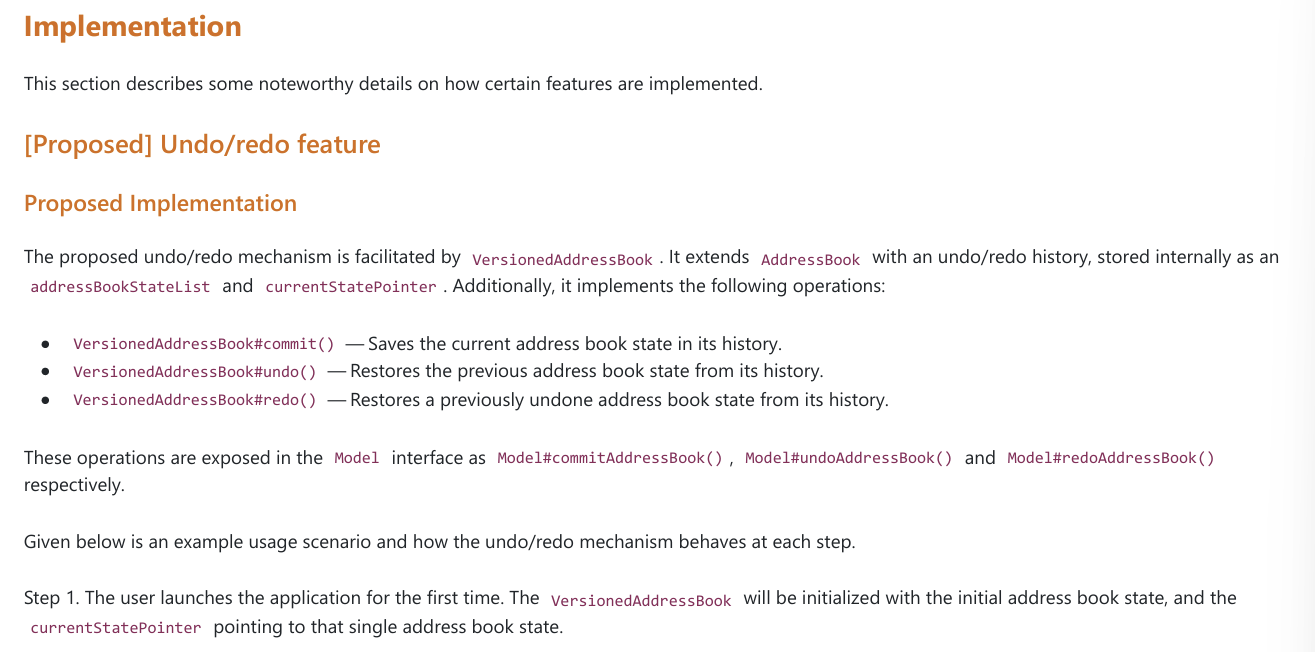 Implementation
This section describes some noteworthy details on how certain features are implemented.
[Proposed] Undo/redo feature
Proposed Implementation
The proposed undo/redo mechanism is facilitated by VersionedAddressBook . It extends AddressBook with an undo/redo history, stored internally as an
addressBookStateList and currentStatePointer . Additionally, it implements the following operations:
● VersionedAddressBook#commit() — Saves the current address book state in its history.
● VersionedAddressBook#undo() — Restores the previous address book state from its history.
● VersionedAddressBook#redo() — Restores a previously undone address book state from its history.
These operations are exposed in the Model interface as Model#commitAddressBook() , Model#undoAddressBook() and Model#redoAddressBook()
respectively.
Given below is an example usage scenario and how the undo/redo mechanism behaves at each step.
Step 1. The user launches the application for the first time. The VersionedAddressBook will be initialized with the initial address book state, and the
currentStatePointer pointing to that single address book state.